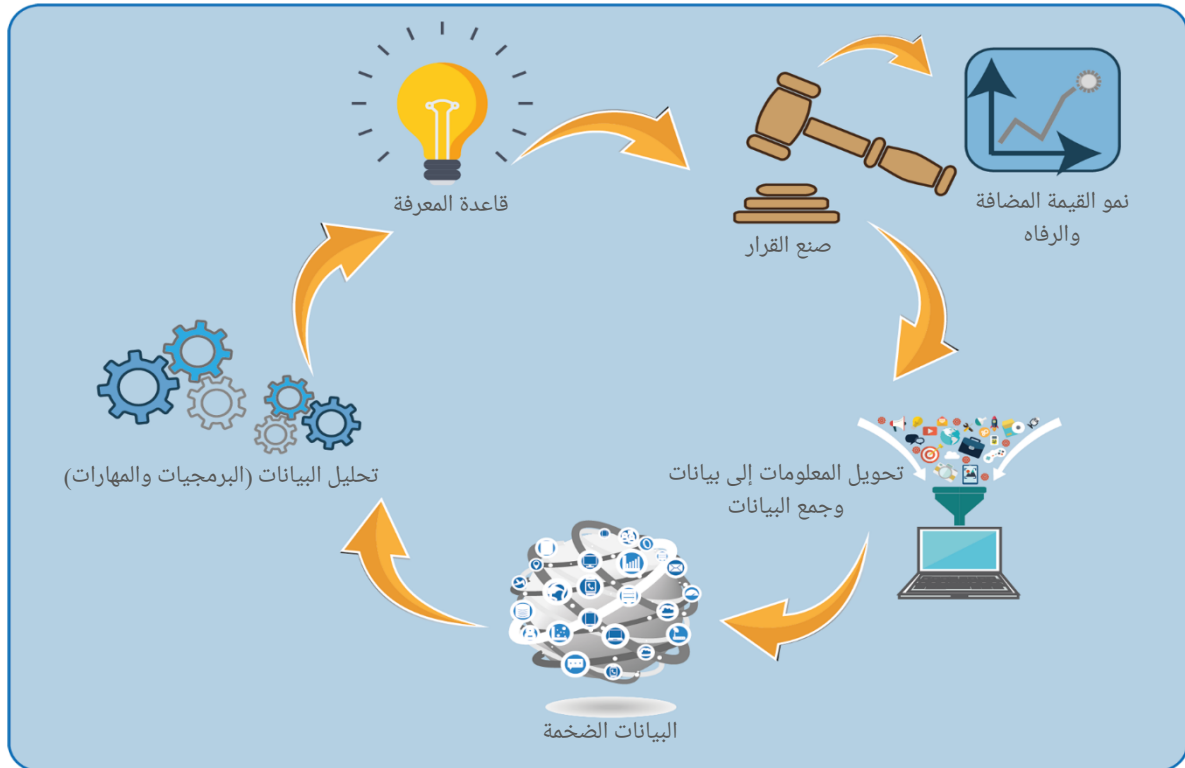 قاعدة المعرفة
صنع القرار
نمو القيمة المضافة
والرفاه
تحويل المعلومات إلى بيانات
وجمع البيانات
البيانات الضخمة
تحليل البيانات (البرمجيات والمهارات)